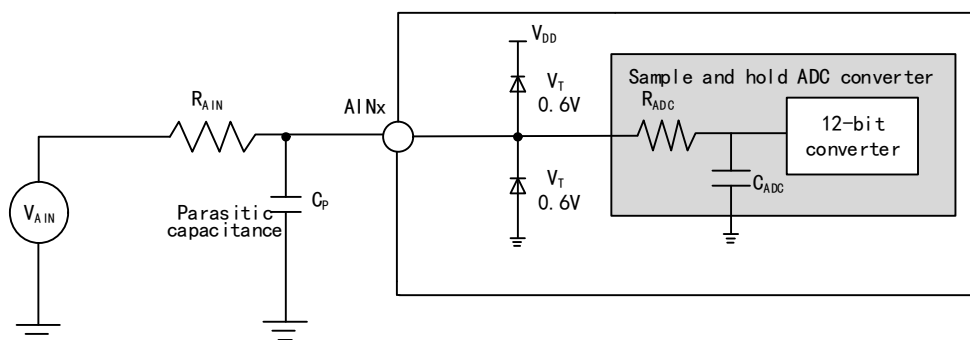 V_DD
Sample and hold ADC converter
V_T
0.6V
R_AIN
AINx
R_ADC
12-bit
converter
V_AIN
C_P
Parasitic
capacitance
V_T
0.6V
C_ADC